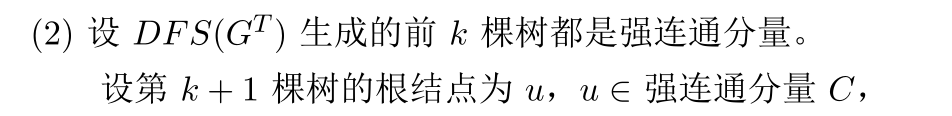 (2) 设 DFS(G^T) 生成的前 k 棵树都是强连通分量。
设第 k + 1 棵树的根结点为 u，u ∈ 强连通分量 C，